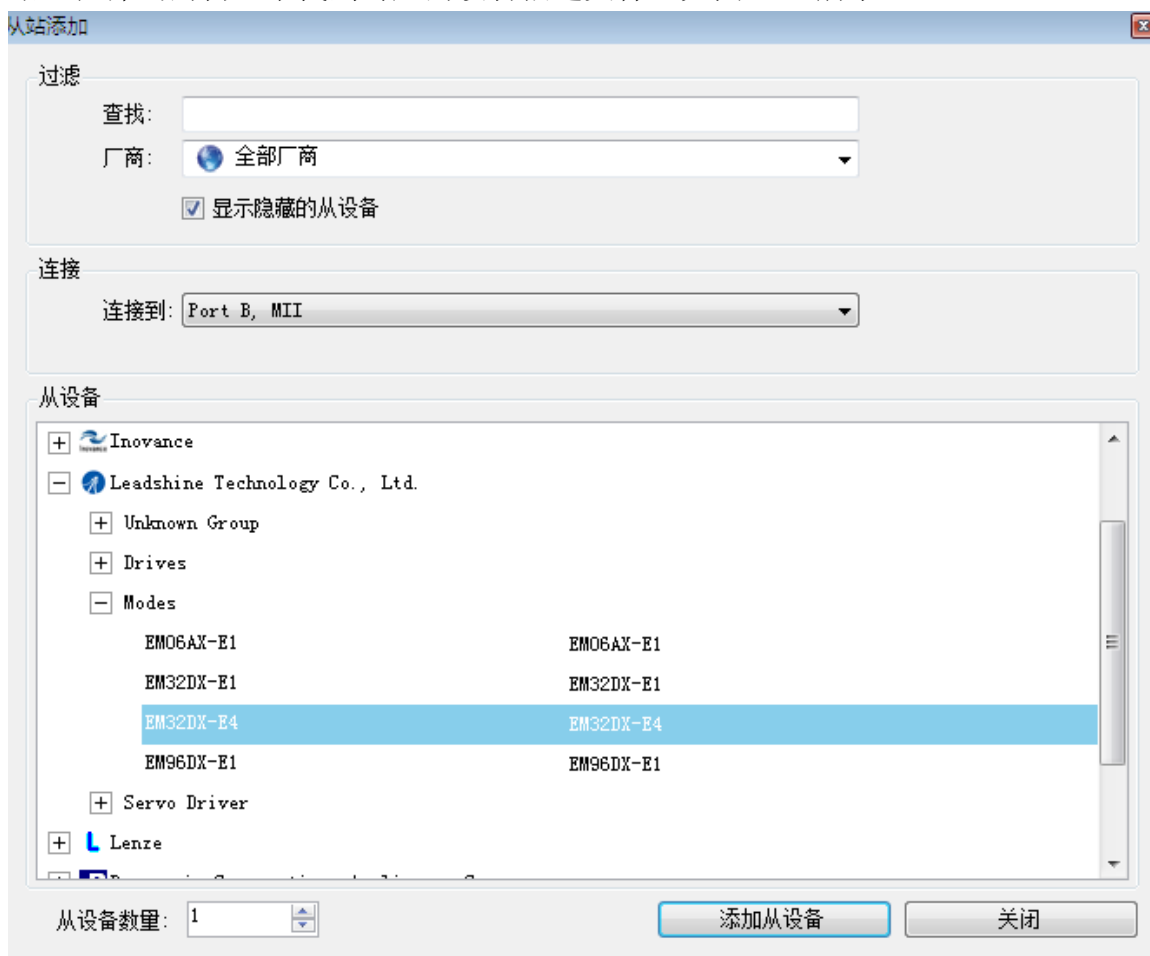 从站添加
过滤
查找:
厂商: 全部厂商
显示隐藏的从设备
连接
连接到: Port B, MII
从设备
Inovance
Leadshine Technology Co., Ltd.
Unknown Group
Drives
Modes
EM06AX-E1 EM06AX-E1
EM32DX-E1 EM32DX-E1
EM32DX-E4 EM32DX-E4
EM96DX-E1 EM96DX-E1
Servo Driver
Lenze
从设备数量: 1 添加从设备 关闭